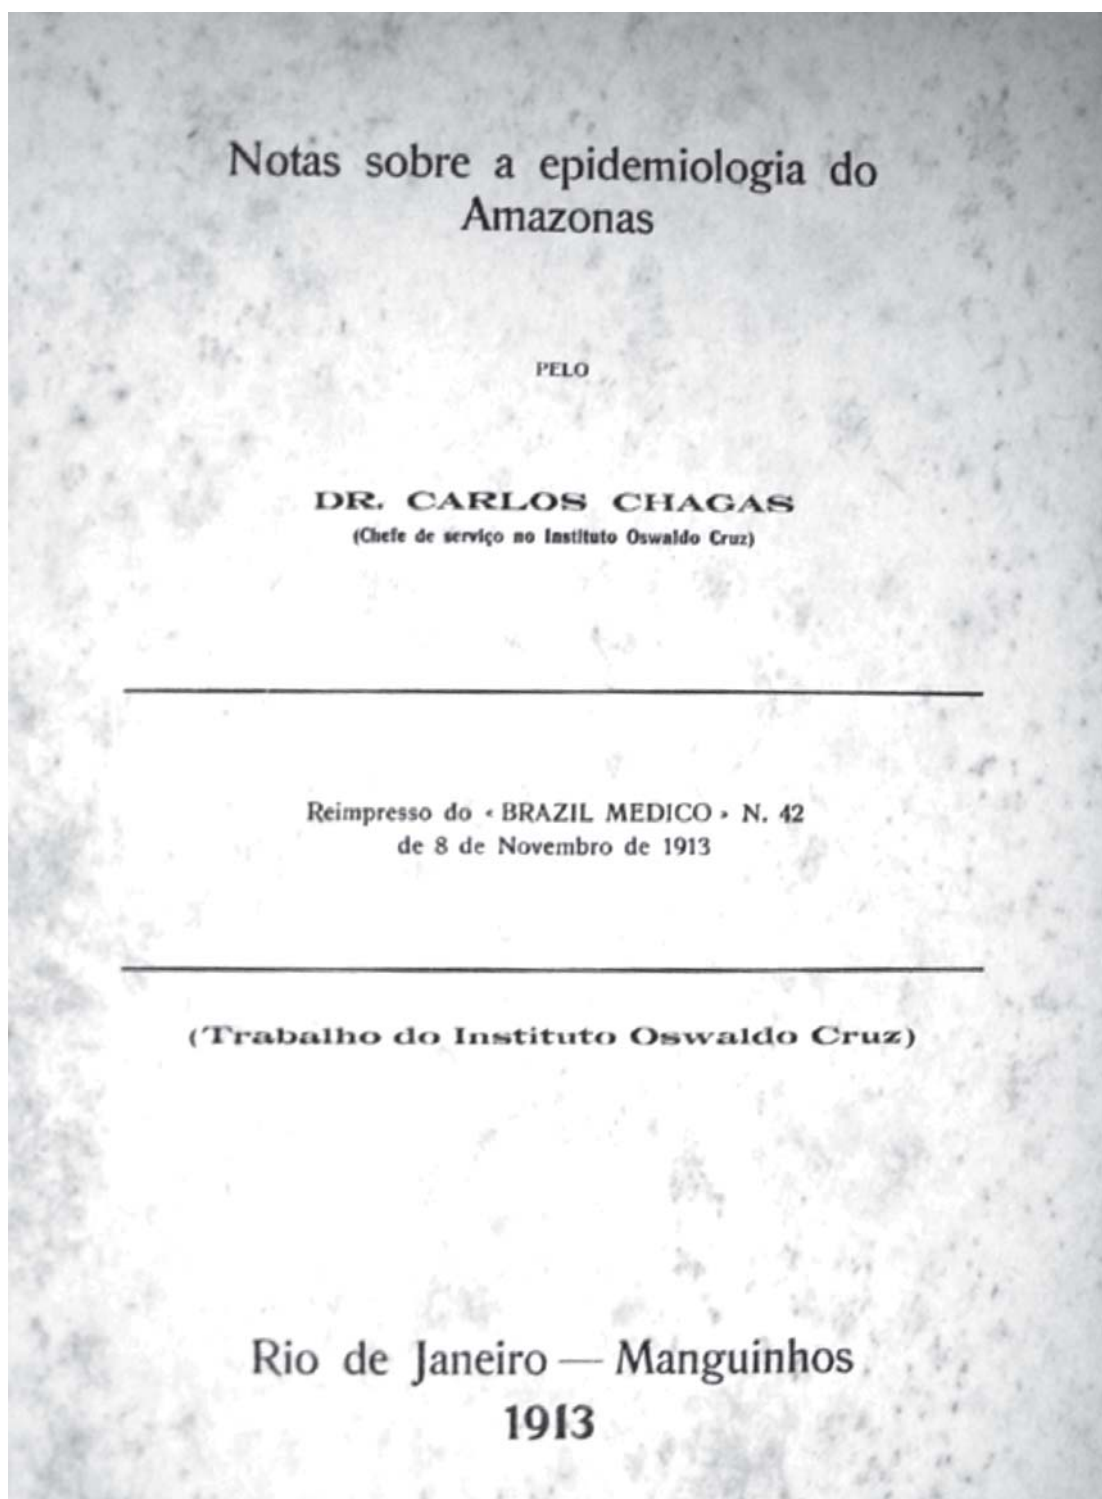 Notas sobre a epidemiologia do
Amazonas
PELO
DR. CARLOS CHAGAS
(Chefe de serviço no Instituto Oswaldo Cruz)
Reimpresso do « BRAZIL MEDICO » N. 42
de 8 de Novembro de 1913
(Trabalho do Instituto Oswaldo Cruz)
Rio de Janeiro — Manguinhos
1913